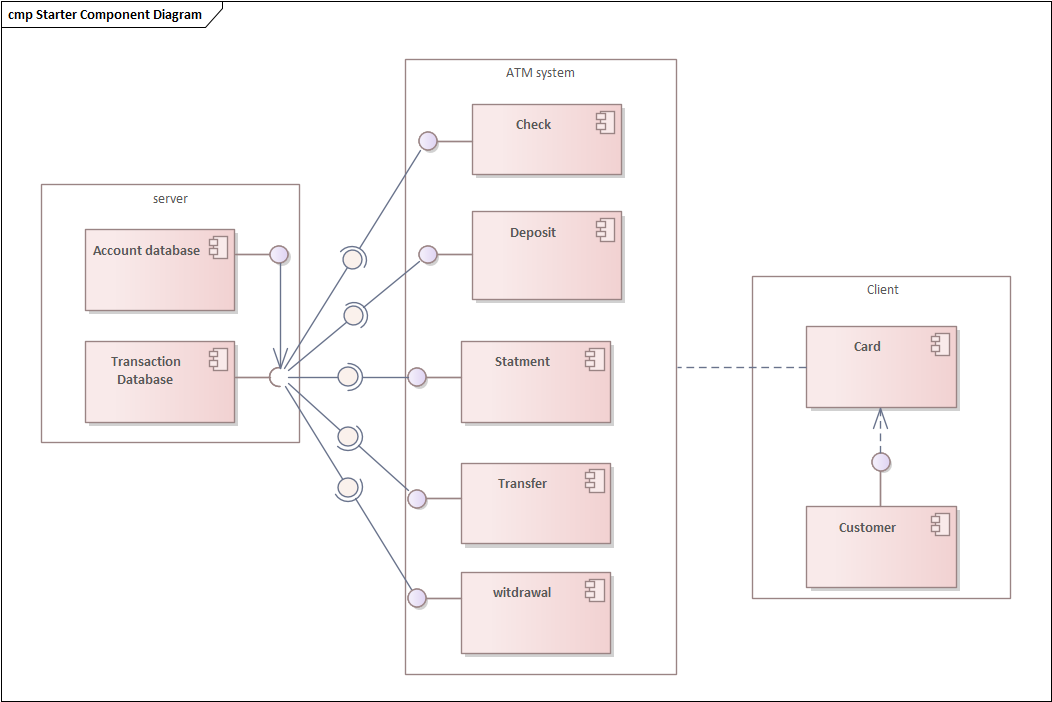 cmp Starter Component Diagram
ATM system
Check
server
Account database
Deposit
Client
Transaction
Database
Statment
Card
Transfer
Customer
witdrawal